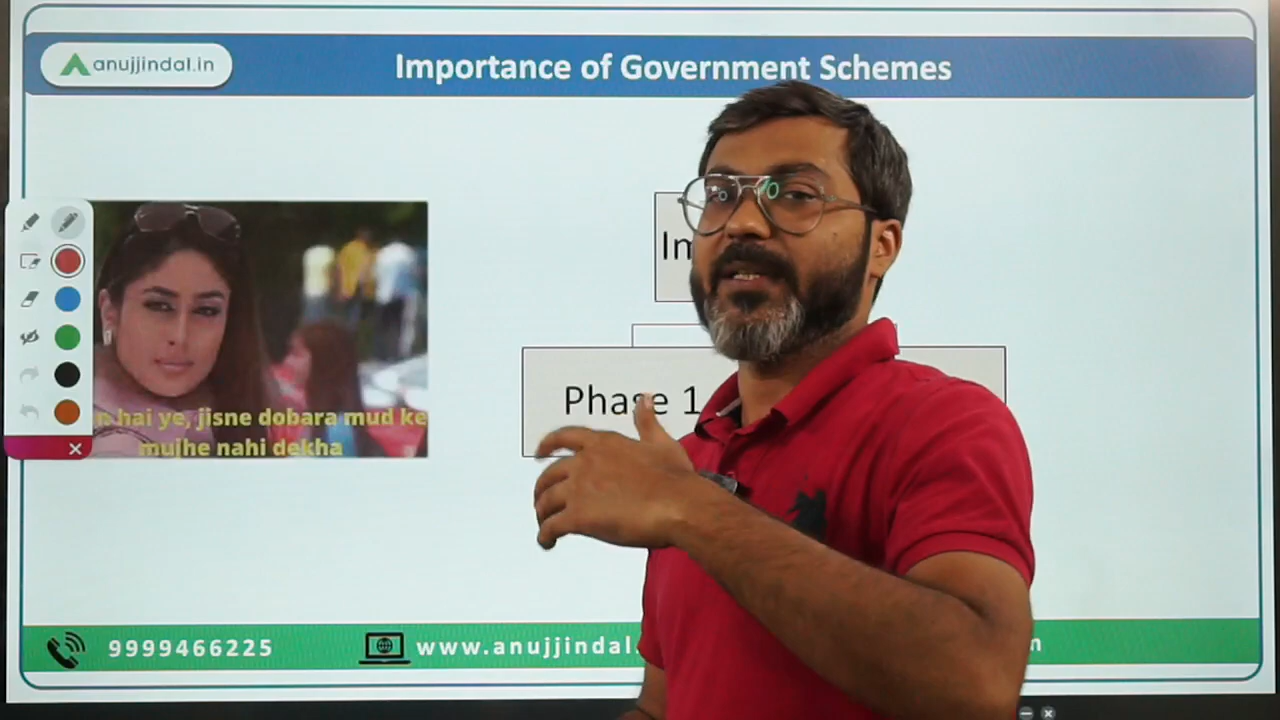 anujjindal.in
Importance of Government Schemes
hai ye, jisne dobara mud ke
mujhe nahi dekha
Phase 1
9999466225
www.anujjindal.